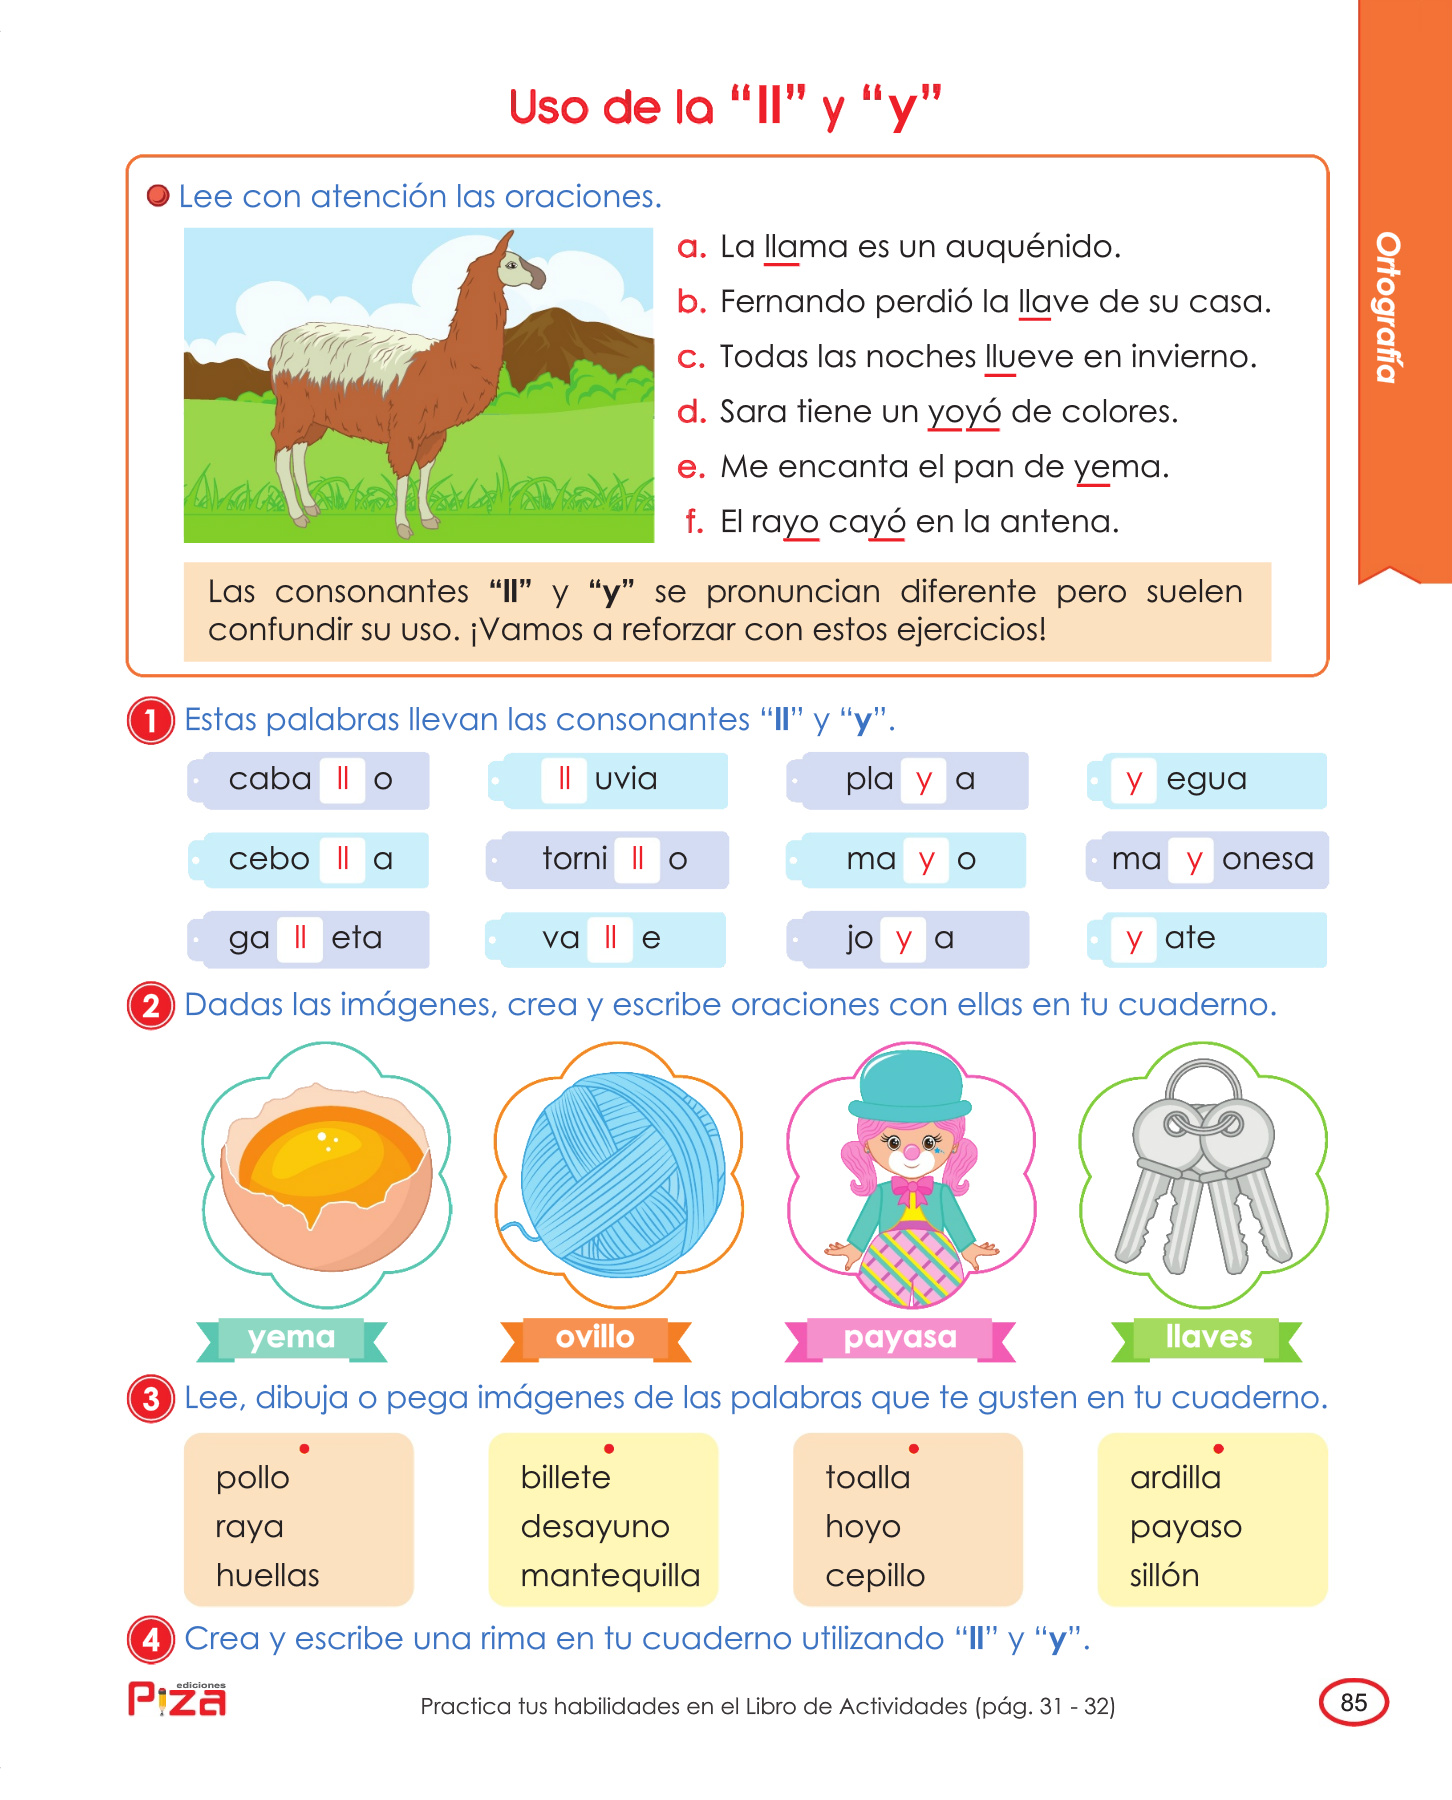 Uso de la “ll” y “y”
Ortografía
Lee con atención las oraciones.
a. La llama es un auquénido.
b. Fernando perdió la llave de su casa.
c. Todas las noches llueve en invierno.
d. Sara tiene un yoyó de colores.
e. Me encanta el pan de yema.
f. El rayo cayó en la antena.
Las consonantes “ll” y “y” se pronuncian diferente pero suelen
confundir su uso. ¡Vamos a reforzar con estos ejercicios!
1 Estas palabras llevan las consonantes “ll” y “y”.
caba ll o ll uvia pla y a y egua
cebo ll a torni ll o ma y o ma y onesa
ga ll eta va ll e jo y a y ate
2 Dadas las imágenes, crea y escribe oraciones con ellas en tu cuaderno.
yema ovillo payasa llaves
3 Lee, dibuja o pega imágenes de las palabras que te gusten en tu cuaderno.
pollo
raya
huellas
billete
desayuno
mantequilla
toalla
hoyo
cepillo
ardilla
payaso
sillón
4 Crea y escribe una rima en tu cuaderno utilizando “ll” y “y”.
ediciones
Piza
Practica tus habilidades en el Libro de Actividades (pág. 31 - 32)
85